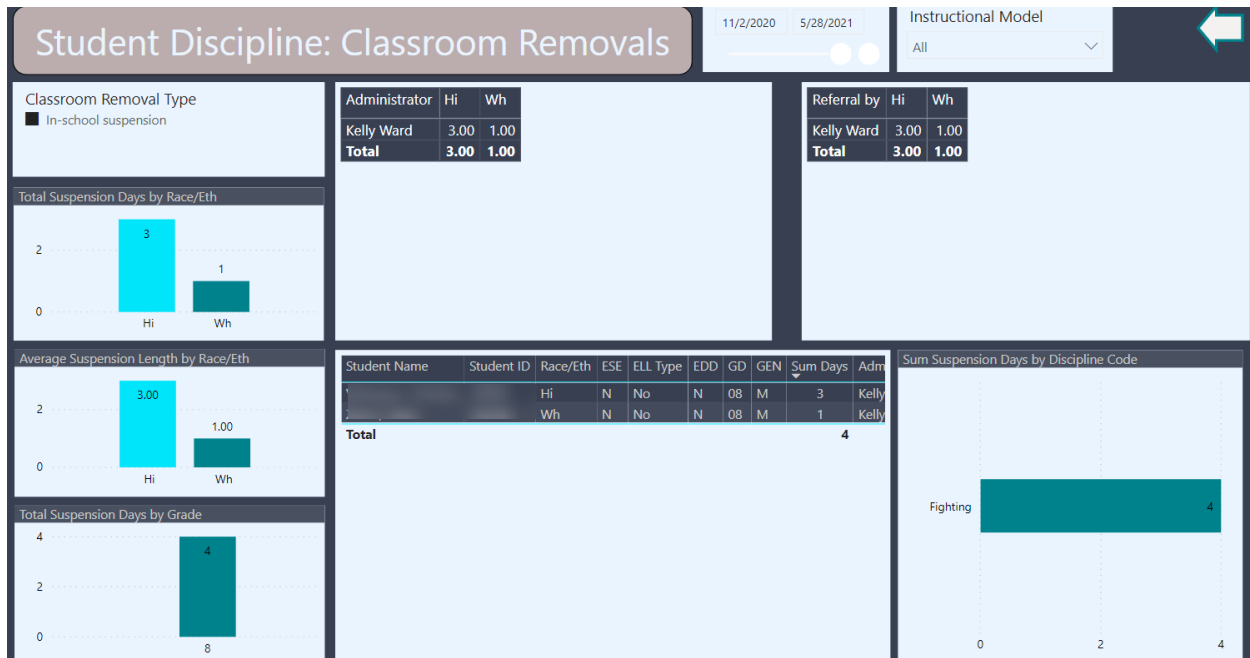 Student Discipline: Classroom Removals
11/2/2020 5/28/2021
Instructional Model
All
Classroom Removal Type
In-school suspension
Administrator Hi Wh
Kelly Ward 3.00 1.00
Total 3.00 1.00
Referral by Hi Wh
Kelly Ward 3.00 1.00
Total 3.00 1.00
Total Suspension Days by Race/Eth
3
2
1
0
Hi Wh
Average Suspension Length by Race/Eth
3.00
2
1.00
0
Hi Wh
Total Suspension Days by Grade
4
4
2
0
8
Student Name Student ID Race/Eth ESE ELL Type EDD GD GEN Sum Days Adm
Hi N No N 08 M 3 Kelly
Wh N No N 08 M 1 Kelly
Total 4
Sum Suspension Days by Discipline Code
Fighting 4
0 2 4